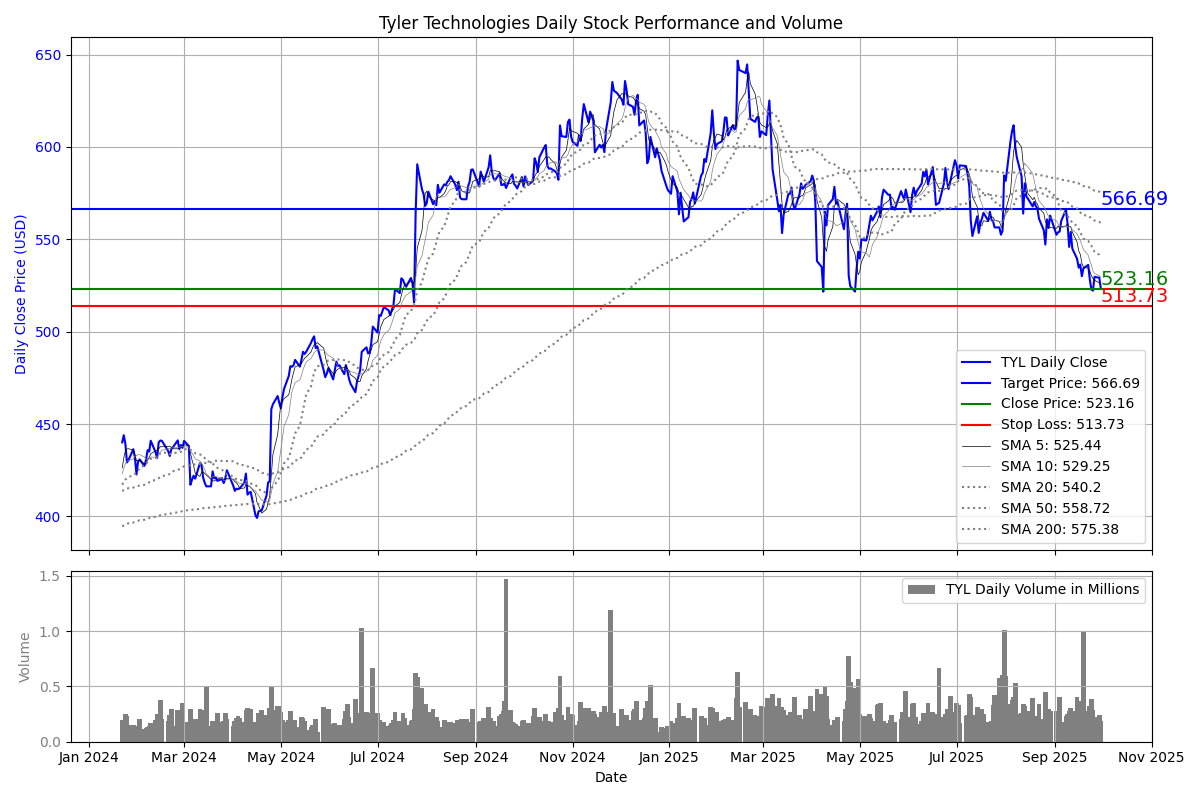 Tyler Technologies Daily Stock Performance and Volume
Daily Close Price (USD)
650
600
550
500
450
400
566.69
523.16
513.73
TYL Daily Close
Target Price: 566.69
Close Price: 523.16
Stop Loss: 513.73
SMA 5: 525.44
SMA 10: 529.25
SMA 20: 540.2
SMA 50: 558.72
SMA 200: 575.38
Volume
1.5
1.0
0.5
0.0
TYL Daily Volume in Millions
Jan 2024 Mar 2024 May 2024 Jul 2024 Sep 2024 Nov 2024 Jan 2025 Mar 2025 May 2025 Jul 2025 Sep 2025 Nov 2025
Date